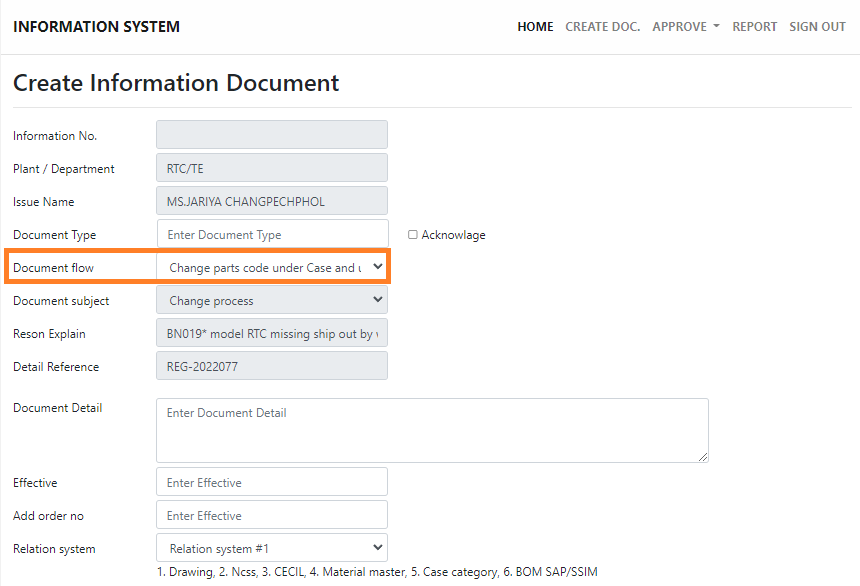 INFORMATION SYSTEM
HOME CREATE DOC. APPROVE REPORT SIGN OUT
Create Information Document
Information No.
Plant / Department RTC/TE
Issue Name MS.JARIYA CHANGPECHPHOL
Document Type Enter Document Type Acknowlage
Document flow Change parts code under Case and
Document subject Change process
Reson Explain BN019* model RTC missing ship out by
Detail Reference REG-2022077
Document Detail Enter Document Detail
Effective Enter Effective
Add order no Enter Effective
Relation system Relation system #1
1. Drawing, 2. Ncss, 3. CECIL, 4. Material master, 5. Case category, 6. BOM SAP/SSIM